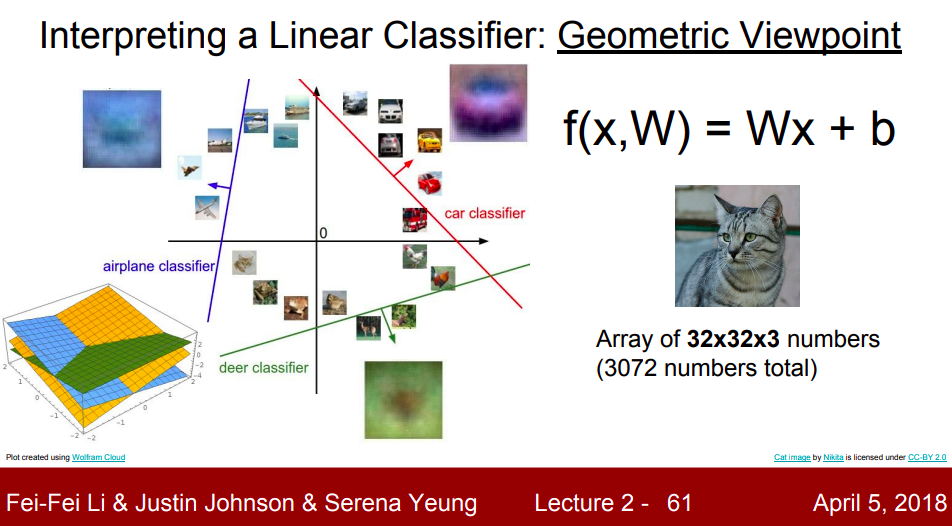 Interpreting a Linear Classifier: Geometric Viewpoint
f(x,W) = Wx + b
0
car classifier
airplane classifier
deer classifier
2
0
-2
-4
2
1
0
-1
-2
-2
-1
0
1
2
Array of 32x32x3 numbers
(3072 numbers total)
Plot created using Wolfram Cloud
Cat image by Nikita is licensed under CC-BY 2.0
Fei-Fei Li & Justin Johnson & Serena Yeung
Lecture 2 - 61
April 5, 2018